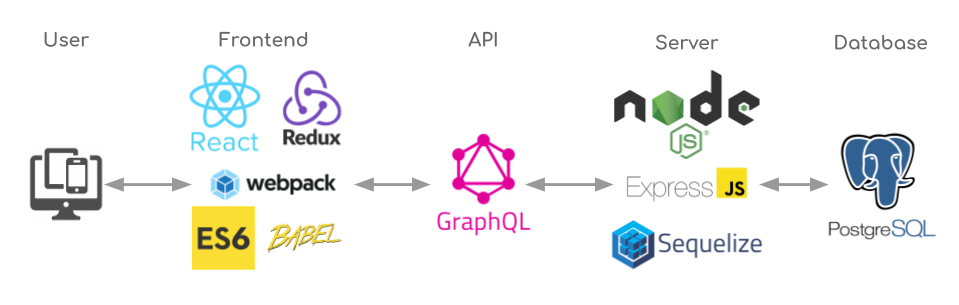 User
Frontend
API
Server
Database
React
Redux
webpack
ES6
BABEL
GraphQL
node
JS®
Express JS
Sequelize
PostgreSQL